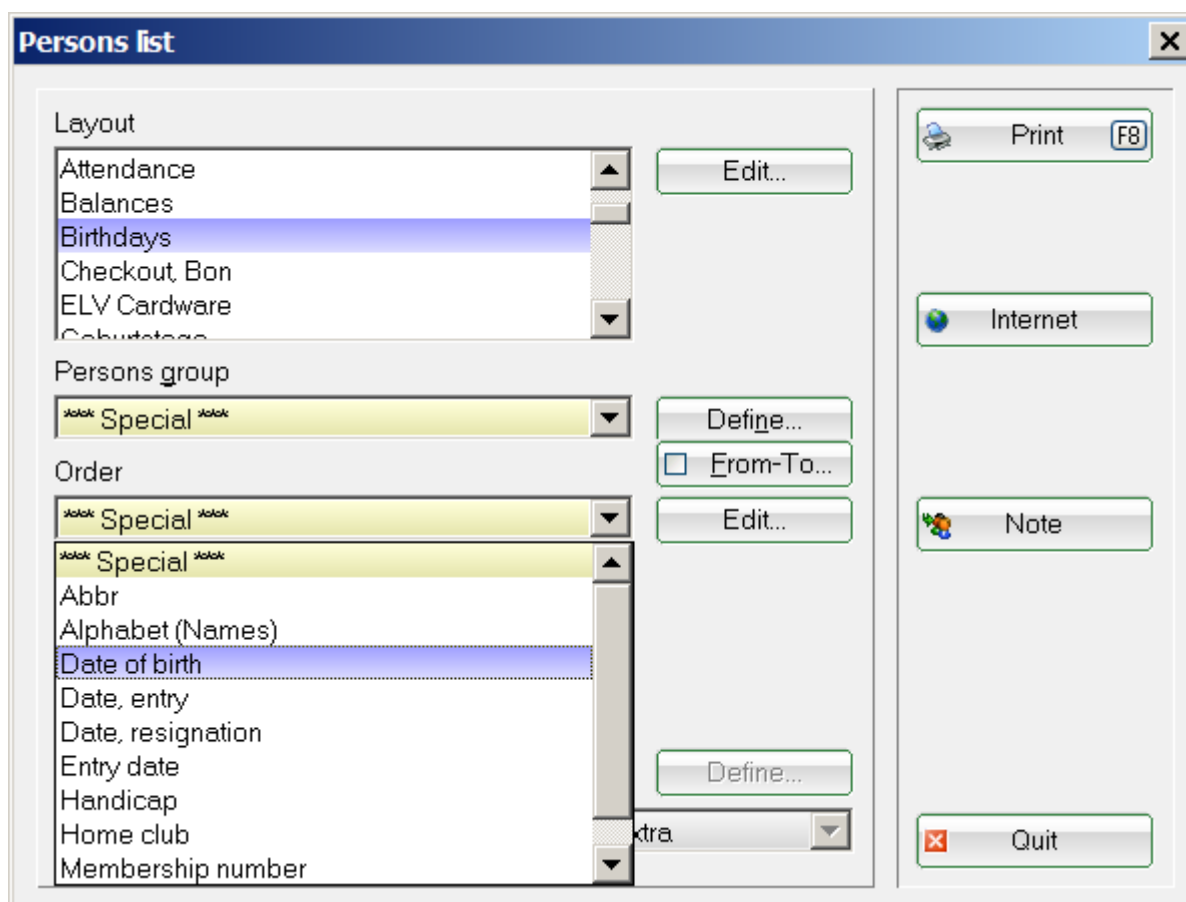 Persons list
Layout
Attendance
Balances
Birthdays
Checkout, Bon
ELV Cardware
Edit...
Persons group
*** Special ***
Define...
From-To...
Order
*** Special ***
Edit...
*** Special ***
Abbr
Alphabet (Names)
Date of birth
Date, entry
Date, resignation
Entry date
Handicap
Home club
Membership number
Define...
Print F8
Internet
Note
Quit